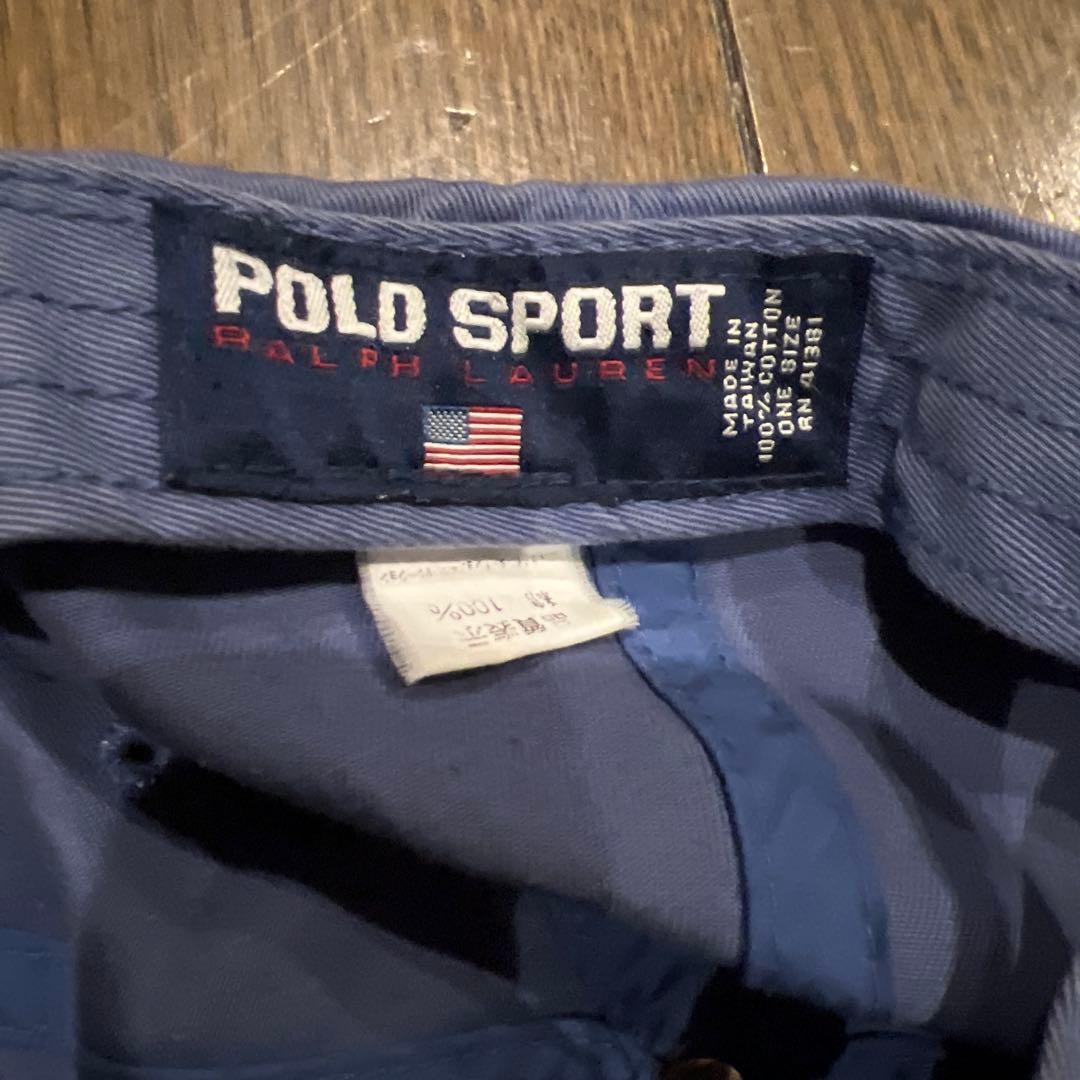 POLO SPORT
RALPH LAUREN
MADE IN
TAIWAN
100% COTTON
ONE SIZE
RN 41381
品質表示
綿 100%